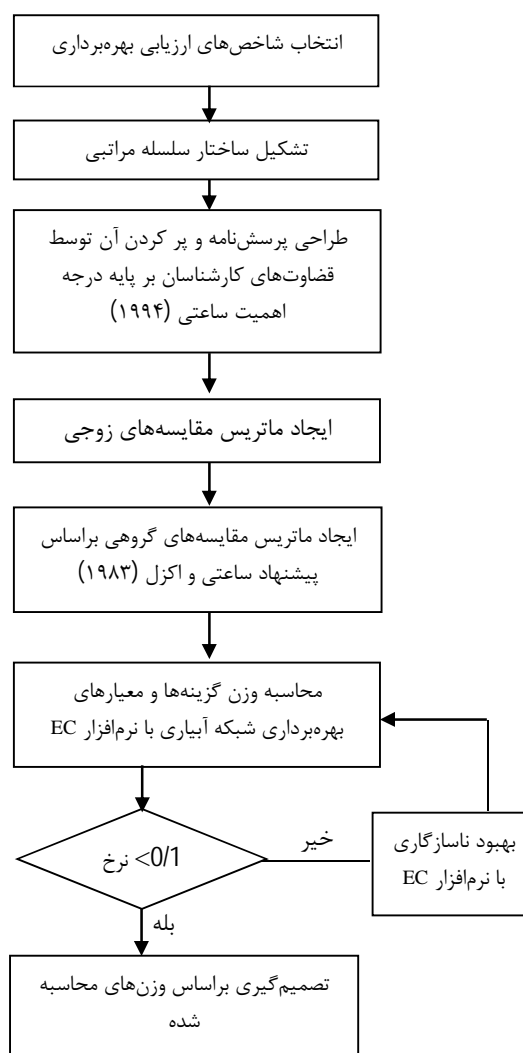 انتخاب شاخص‌های ارزیابی بهره‌برداری
تشکیل ساختار سلسله مراتبی
طراحی پرسش‌نامه و پر کردن آن توسط
قضاوت‌های کارشناسان بر پایه درجه
اهمیت ساعتی (۱۹۹۴)
ایجاد ماتریس مقایسه‌های زوجی
ایجاد ماتریس مقایسه‌های گروهی براساس
پیشنهاد ساعتی و اکزل (۱۹۸۳)
محاسبه وزن گزینه‌ها و معیارهای
بهره‌برداری شبکه آبیاری با نرم‌افزار EC
نرخ <0/1
خیر
بهبود ناسازگاری
با نرم‌افزار EC
بله
تصمیم‌گیری براساس وزن‌های محاسبه
شده